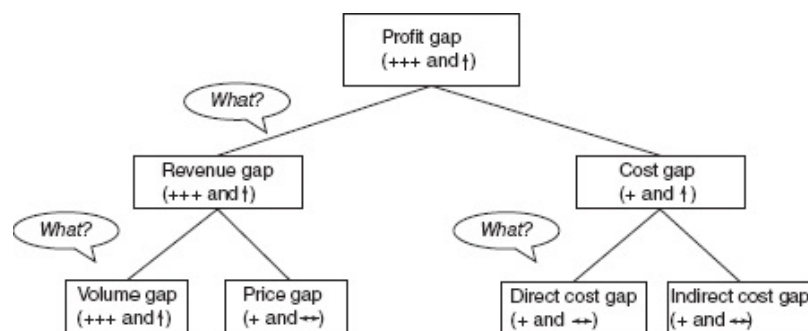 Profit gap
(+++ and ↑)
What?
Revenue gap
(+++ and ↑)
Cost gap
(+ and ↑)
What?
What?
Volume gap
(+++ and ↑)
Price gap
(+ and ↔)
Direct cost gap
(+ and ↔)
Indirect cost gap
(+ and ↔)